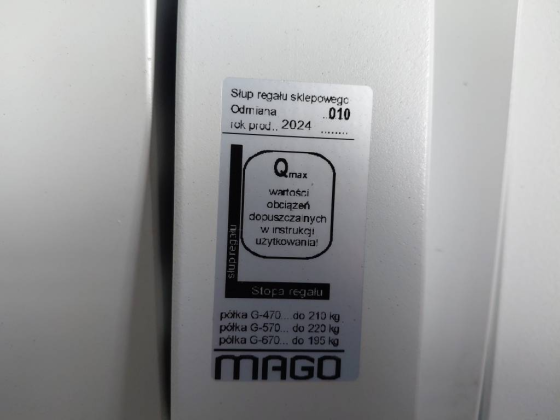 Słup regału sklepowego
Odmiana ..010
rok prod.. 2024 ........
Qmax
wartości
obciążeń
dopuszczalnych
w instrukcji
użytkowania!
słup regału
Stopa regału
półka G-470... do 210 kg
półka G-570... do 220 kg
półka G-670... do 195 kg
MAGO